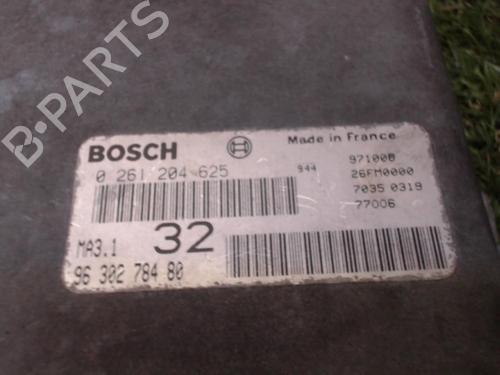 BOSCH
Made in France
0 261 204 625
944
97100B
26FM0000
7035 0319
77006
MA3.1
32
96 302 784 80
B-PARTS